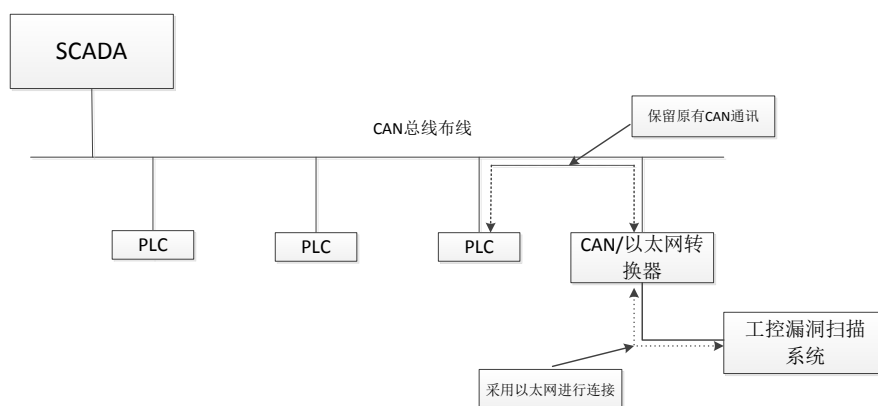 SCADA
保留原有CAN通讯
CAN总线布线
PLC
PLC
PLC
CAN/以太网转
换器
工控漏洞扫描
系统
采用以太网进行连接